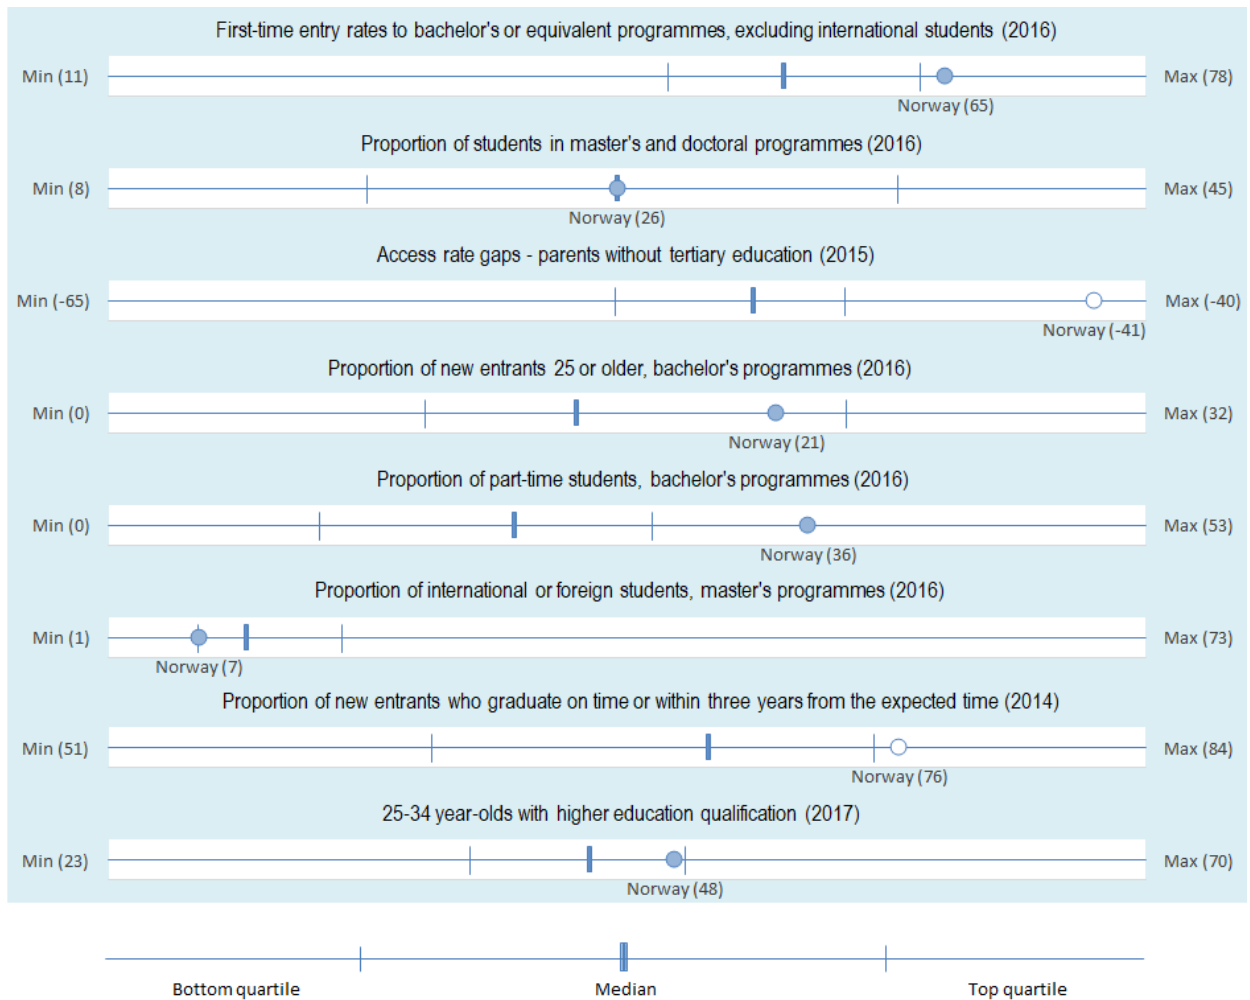 First-time entry rates to bachelor's or equivalent programmes, excluding international students (2016)
Min (11)
Max (78)
Norway (65)
Proportion of students in master's and doctoral programmes (2016)
Min (8)
Max (45)
Norway (26)
Access rate gaps - parents without tertiary education (2015)
Min (-65)
Max (-40)
Norway (-41)
Proportion of new entrants 25 or older, bachelor's programmes (2016)
Min (0)
Max (32)
Norway (21)
Proportion of part-time students, bachelor's programmes (2016)
Min (0)
Max (53)
Norway (36)
Proportion of international or foreign students, master's programmes (2016)
Min (1)
Max (73)
Norway (7)
Proportion of new entrants who graduate on time or within three years from the expected time (2014)
Min (51)
Max (84)
Norway (76)
25-34 year-olds with higher education qualification (2017)
Min (23)
Max (70)
Norway (48)
Bottom quartile
Median
Top quartile